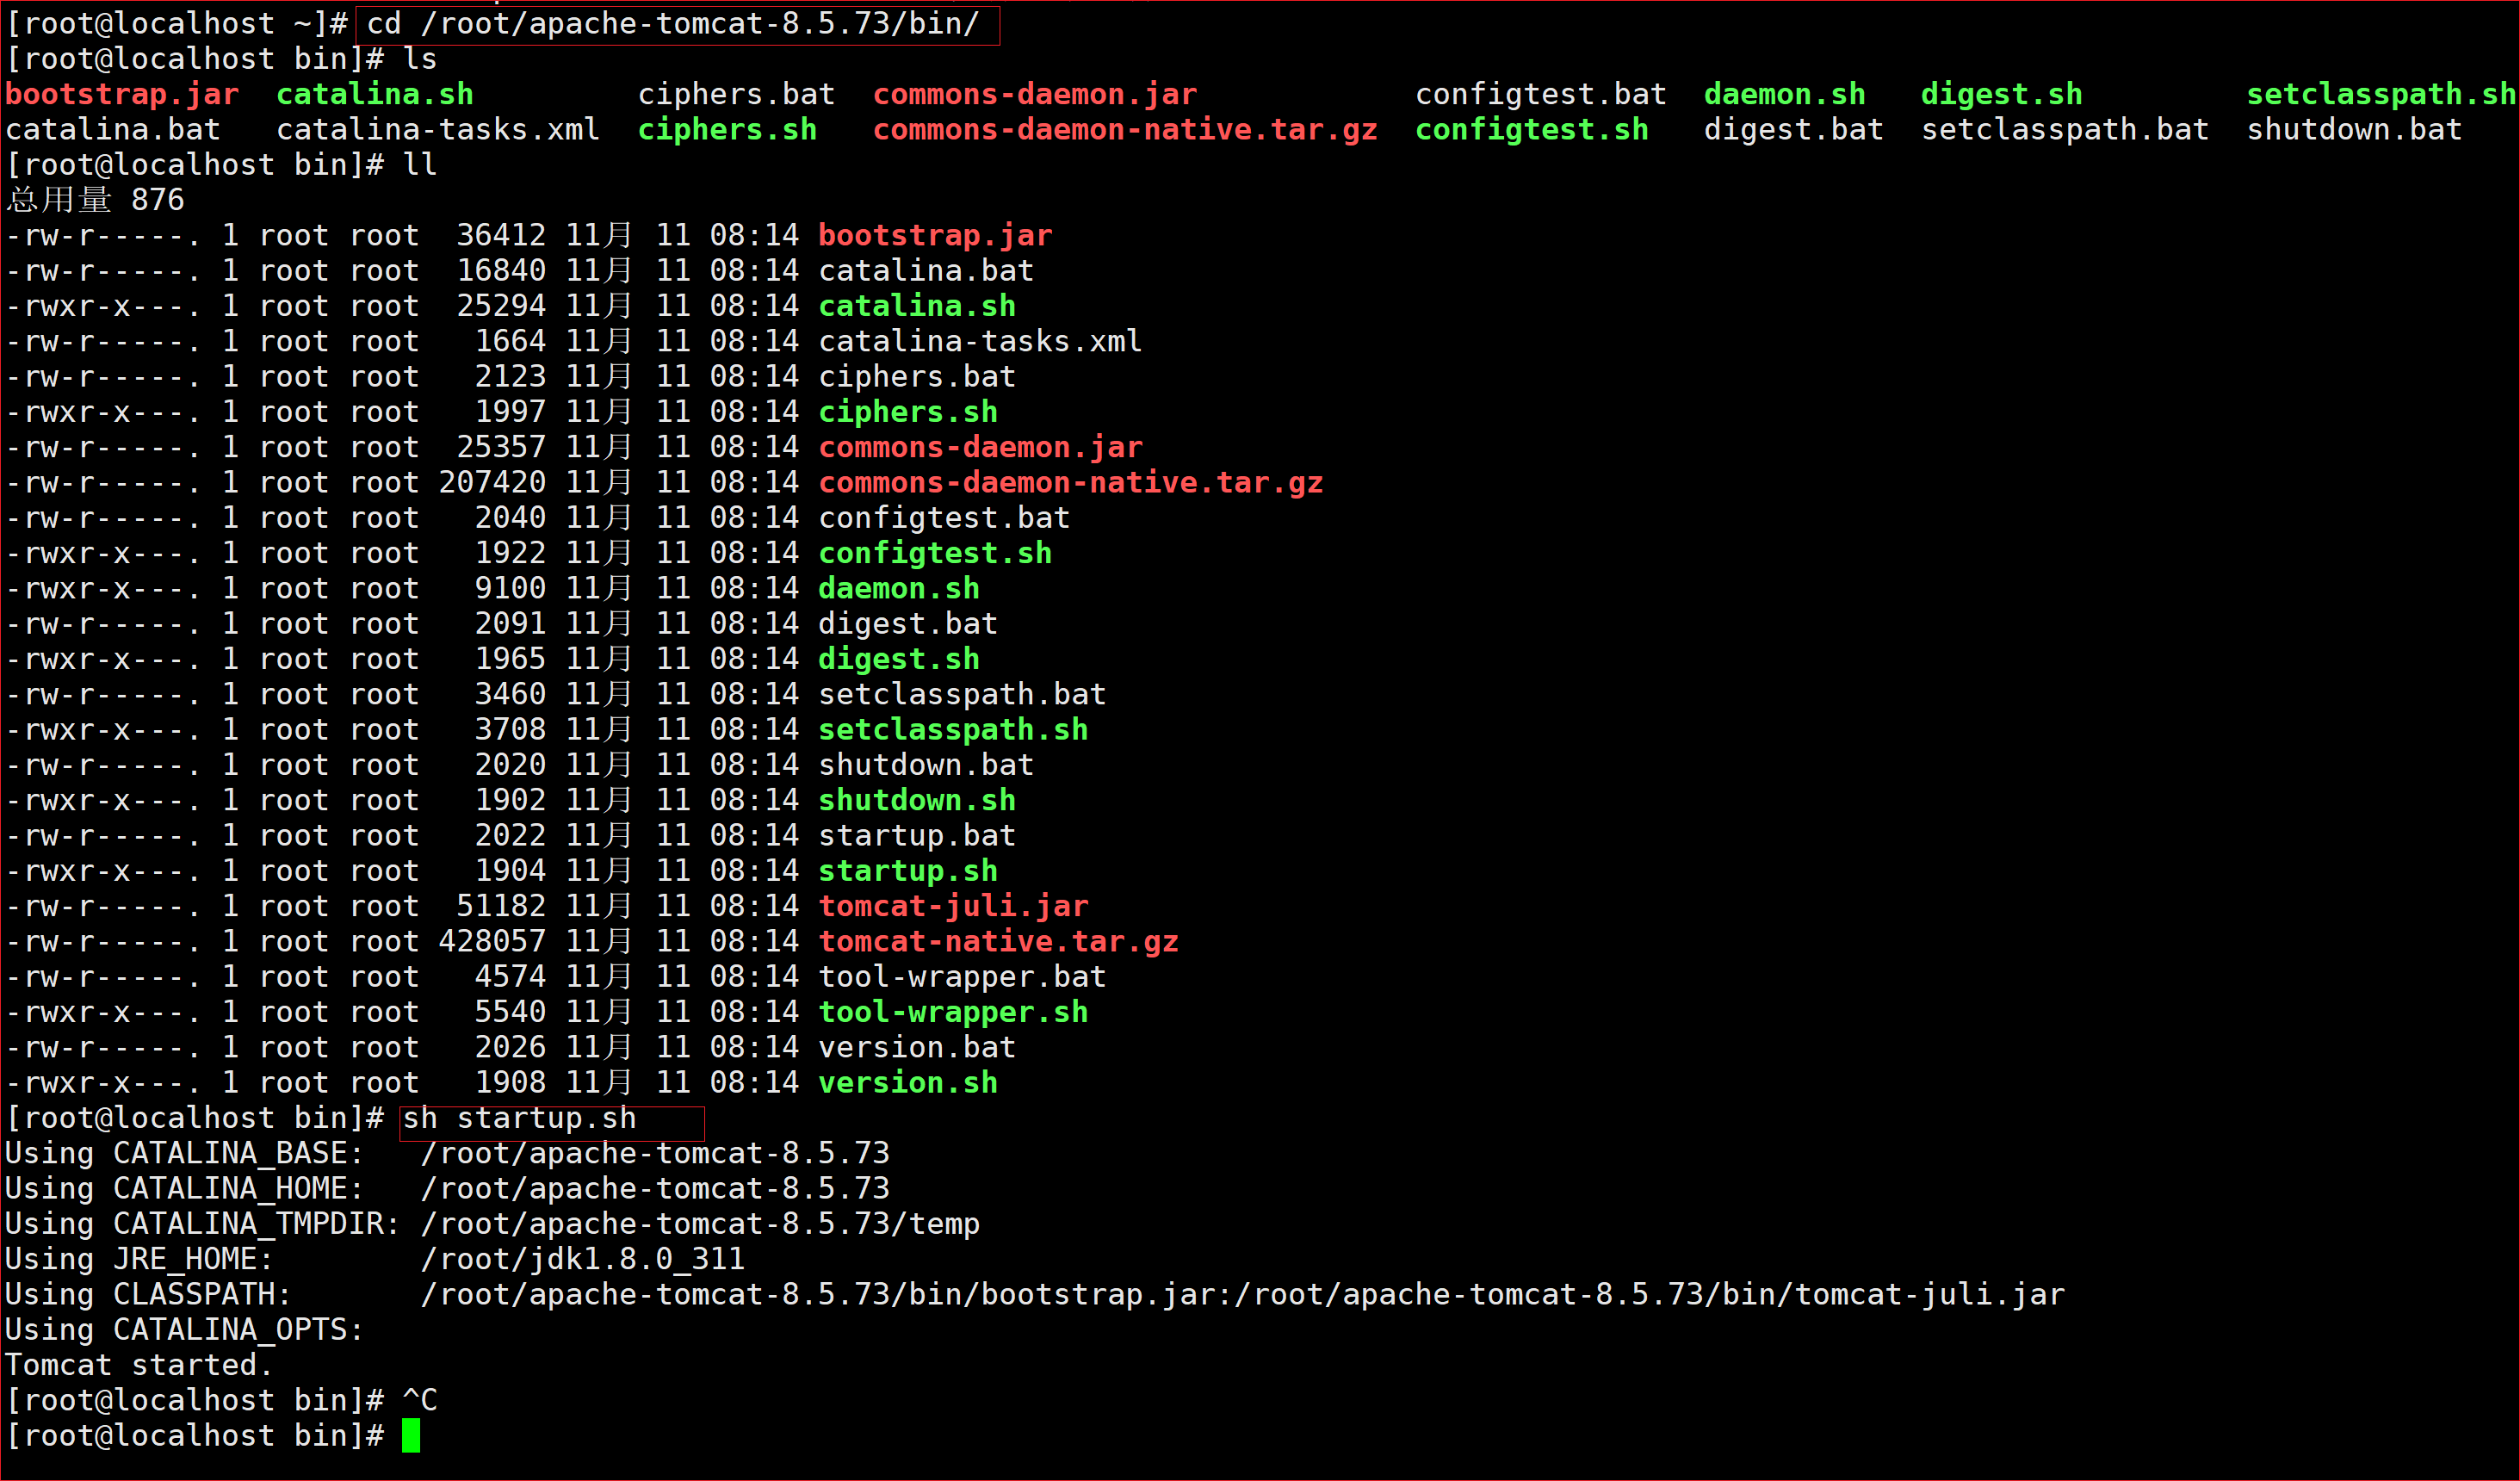 [root@localhost ~]# cd /root/apache-tomcat-8.5.73/bin/
[root@localhost bin]# ls
bootstrap.jar  catalina.sh         ciphers.bat  commons-daemon.jar            configtest.bat  daemon.sh   digest.sh         setclasspath.sh
catalina.bat   catalina-tasks.xml  ciphers.sh   commons-daemon-native.tar.gz  configtest.sh   digest.bat  setclasspath.bat  shutdown.bat
[root@localhost bin]# ll
总用量 876
-rw-r-----. 1 root root  36412 11月 11 08:14 bootstrap.jar
-rw-r-----. 1 root root  16840 11月 11 08:14 catalina.bat
-rwxr-x---. 1 root root  25294 11月 11 08:14 catalina.sh
-rw-r-----. 1 root root   1664 11月 11 08:14 catalina-tasks.xml
-rw-r-----. 1 root root   2123 11月 11 08:14 ciphers.bat
-rwxr-x---. 1 root root   1997 11月 11 08:14 ciphers.sh
-rw-r-----. 1 root root  25357 11月 11 08:14 commons-daemon.jar
-rw-r-----. 1 root root 207420 11月 11 08:14 commons-daemon-native.tar.gz
-rw-r-----. 1 root root   2040 11月 11 08:14 configtest.bat
-rwxr-x---. 1 root root   1922 11月 11 08:14 configtest.sh
-rwxr-x---. 1 root root   9100 11月 11 08:14 daemon.sh
-rw-r-----. 1 root root   2091 11月 11 08:14 digest.bat
-rwxr-x---. 1 root root   1965 11月 11 08:14 digest.sh
-rw-r-----. 1 root root   3460 11月 11 08:14 setclasspath.bat
-rwxr-x---. 1 root root   3708 11月 11 08:14 setclasspath.sh
-rw-r-----. 1 root root   2020 11月 11 08:14 shutdown.bat
-rwxr-x---. 1 root root   1902 11月 11 08:14 shutdown.sh
-rw-r-----. 1 root root   2022 11月 11 08:14 startup.bat
-rwxr-x---. 1 root root   1904 11月 11 08:14 startup.sh
-rw-r-----. 1 root root  51182 11月 11 08:14 tomcat-juli.jar
-rw-r-----. 1 root root 428057 11月 11 08:14 tomcat-native.tar.gz
-rw-r-----. 1 root root   4574 11月 11 08:14 tool-wrapper.bat
-rwxr-x---. 1 root root   5540 11月 11 08:14 tool-wrapper.sh
-rw-r-----. 1 root root   2026 11月 11 08:14 version.bat
-rwxr-x---. 1 root root   1908 11月 11 08:14 version.sh
[root@localhost bin]# sh startup.sh
Using CATALINA_BASE:   /root/apache-tomcat-8.5.73
Using CATALINA_HOME:   /root/apache-tomcat-8.5.73
Using CATALINA_TMPDIR: /root/apache-tomcat-8.5.73/temp
Using JRE_HOME:        /root/jdk1.8.0_311
Using CLASSPATH:       /root/apache-tomcat-8.5.73/bin/bootstrap.jar:/root/apache-tomcat-8.5.73/bin/tomcat-juli.jar
Using CATALINA_OPTS:
Tomcat started.
[root@localhost bin]# ^C
[root@localhost bin]#